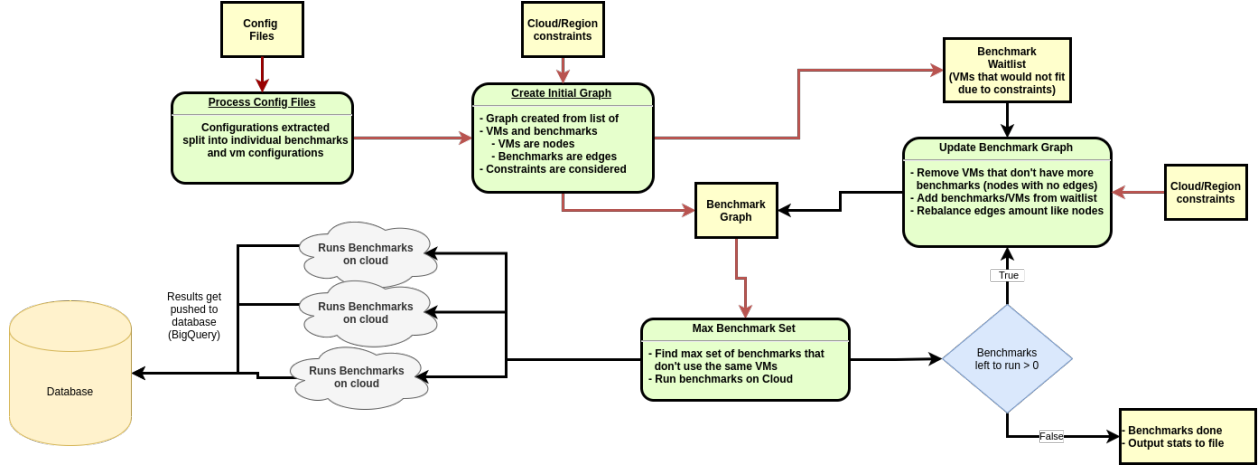 Config
Files
Cloud/Region
constraints
Benchmark
Waitlist
(VMs that would not fit
due to constraints)
Process Config Files
Configurations extracted
split into individual benchmarks
and vm configurations
Create Initial Graph
- Graph created from list of
- VMs and benchmarks
- VMs are nodes
- Benchmarks are edges
- Constraints are considered
Update Benchmark Graph
- Remove VMs that don't have more
benchmarks (nodes with no edges)
- Add benchmarks/VMs from waitlist
- Rebalance edges amount like nodes
Cloud/Region
constraints
Benchmark
Graph
Runs Benchmarks
on cloud
Runs Benchmarks
on cloud
Runs Benchmarks
on cloud
Results get
pushed to
database
(BigQuery)
Database
Max Benchmark Set
- Find max set of benchmarks that
don't use the same VMs
- Run benchmarks on Cloud
True
Benchmarks
left to run > 0
False
- Benchmarks done
- Output stats to file